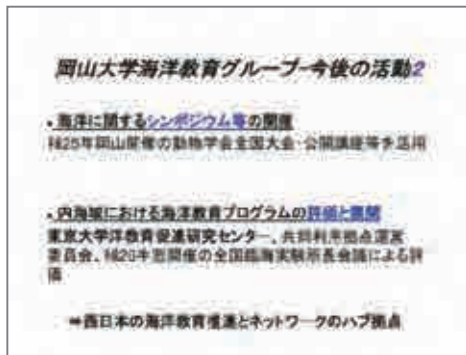 岡山大学海洋教育グループ-今後の活動2
・海洋に関するシンポジウム等の開催
H25年岡山開催の動物学会全国大会・公開講座等を活用
・内海域における海洋教育プログラムの評価と展開
東京大学海洋教育促進研究センター、共同利用拠点運営
委員会、H26年度開催の全国臨海実験所長会議による評
価
⇒西日本の海洋教育推進とネットワークのハブ拠点